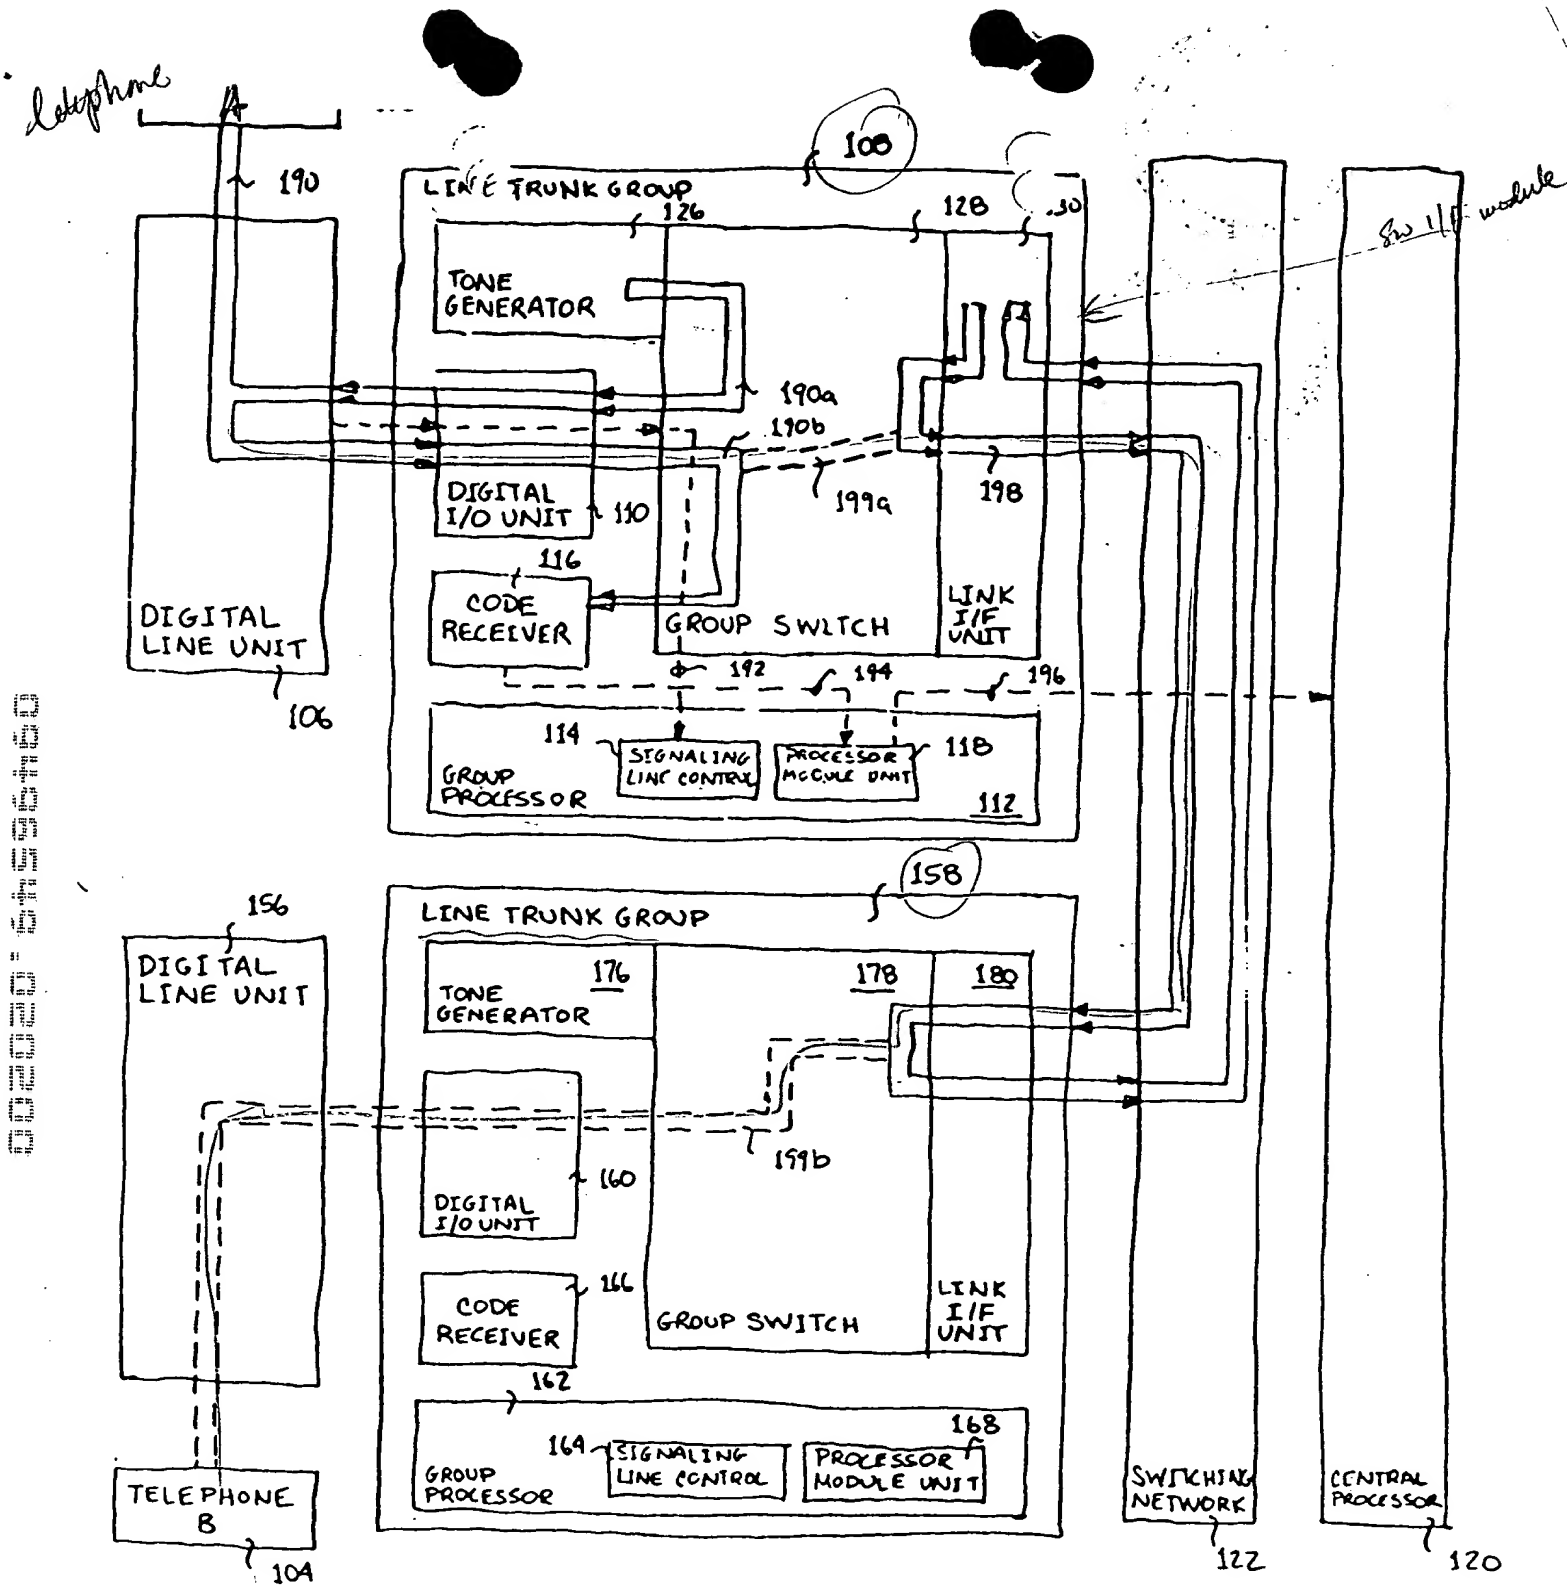 telephone
A
190
108
LINE TRUNK GROUP
126
128
SW I/F module
TONE
GENERATOR
190a
190b
199a
198
DIGITAL
I/O UNIT
110
116
CODE
RECEIVER
GROUP SWITCH
LINK
I/F
UNIT
DIGITAL
LINE UNIT
106
192
194
196
114
SIGNALING
LINE CONTROL
PROCESSOR
MODULE UNIT
118
GROUP
PROCESSOR
112
158
LINE TRUNK GROUP
156
DIGITAL
LINE UNIT
TONE
GENERATOR
176
178
180
199b
160
DIGITAL
I/O UNIT
166
CODE
RECEIVER
GROUP SWITCH
LINK
I/F
UNIT
162
164
SIGNALING
LINE CONTROL
168
PROCESSOR
MODULE UNIT
GROUP
PROCESSOR
TELEPHONE
B
104
SWITCHING
NETWORK
122
CENTRAL
PROCESSOR
120